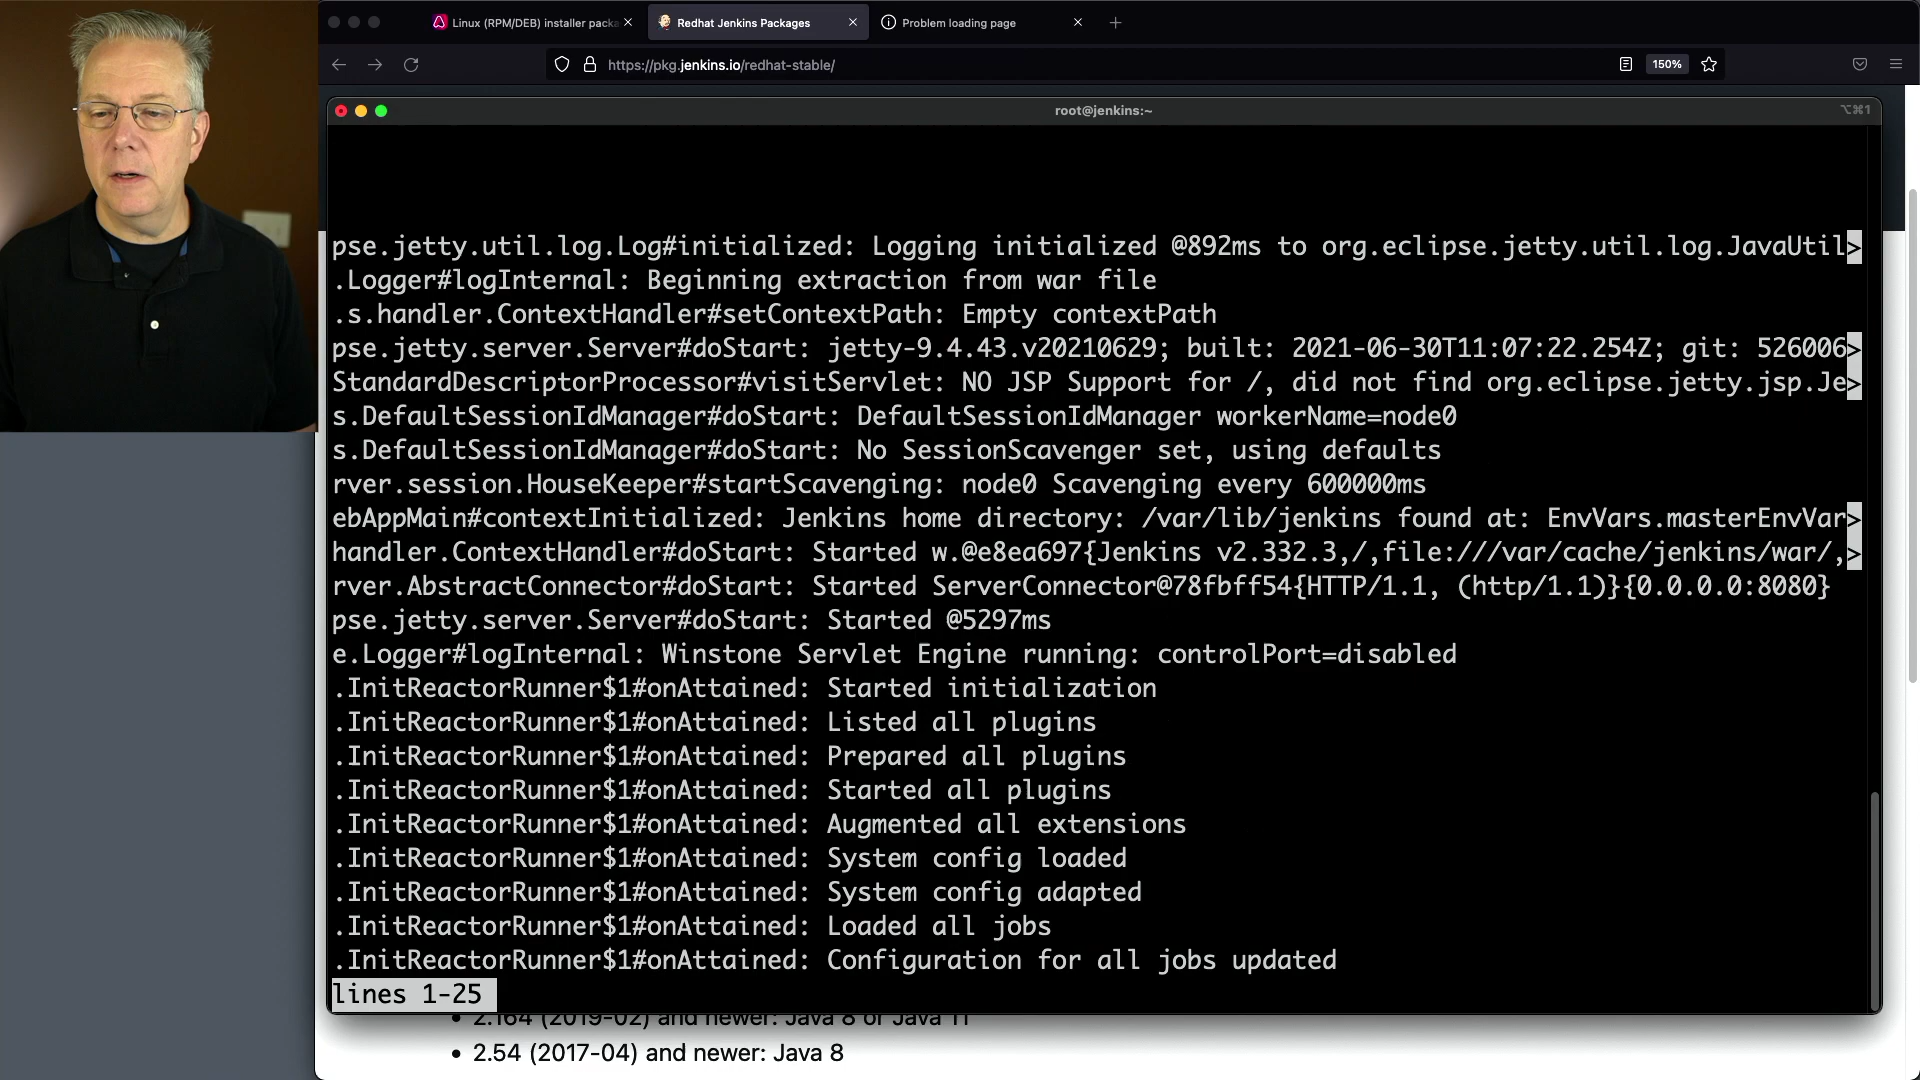 Linux (RPM/DEB) installer packa
Redhat Jenkins Packages
Problem loading page
https://pkg.jenkins.io/redhat-stable/
150%
root@jenkins:~
⌥⌘1
pse.jetty.util.log.Log#initialized: Logging initialized @892ms to org.eclipse.jetty.util.log.JavaUtil>
.Logger#logInternal: Beginning extraction from war file
.s.handler.ContextHandler#setContextPath: Empty contextPath
pse.jetty.server.Server#doStart: jetty-9.4.43.v20210629; built: 2021-06-30T11:07:22.254Z; git: 526006>
StandardDescriptorProcessor#visitServlet: NO JSP Support for /, did not find org.eclipse.jetty.jsp.Je>
s.DefaultSessionIdManager#doStart: DefaultSessionIdManager workerName=node0
s.DefaultSessionIdManager#doStart: No SessionScavenger set, using defaults
rver.session.HouseKeeper#startScavenging: node0 Scavenging every 600000ms
ebAppMain#contextInitialized: Jenkins home directory: /var/lib/jenkins found at: EnvVars.masterEnvVar>
handler.ContextHandler#doStart: Started w.@e8ea697{Jenkins v2.332.3,/,file:///var/cache/jenkins/war/,>
rver.AbstractConnector#doStart: Started ServerConnector@78fbff54{HTTP/1.1, (http/1.1)}{0.0.0.0:8080}
pse.jetty.server.Server#doStart: Started @5297ms
e.Logger#logInternal: Winstone Servlet Engine running: controlPort=disabled
.InitReactorRunner$1#onAttained: Started initialization
.InitReactorRunner$1#onAttained: Listed all plugins
.InitReactorRunner$1#onAttained: Prepared all plugins
.InitReactorRunner$1#onAttained: Started all plugins
.InitReactorRunner$1#onAttained: Augmented all extensions
.InitReactorRunner$1#onAttained: System config loaded
.InitReactorRunner$1#onAttained: System config adapted
.InitReactorRunner$1#onAttained: Loaded all jobs
.InitReactorRunner$1#onAttained: Configuration for all jobs updated
lines 1-25
• 2.164 (2019-02) and newer: Java 8 or Java 11
• 2.54 (2017-04) and newer: Java 8